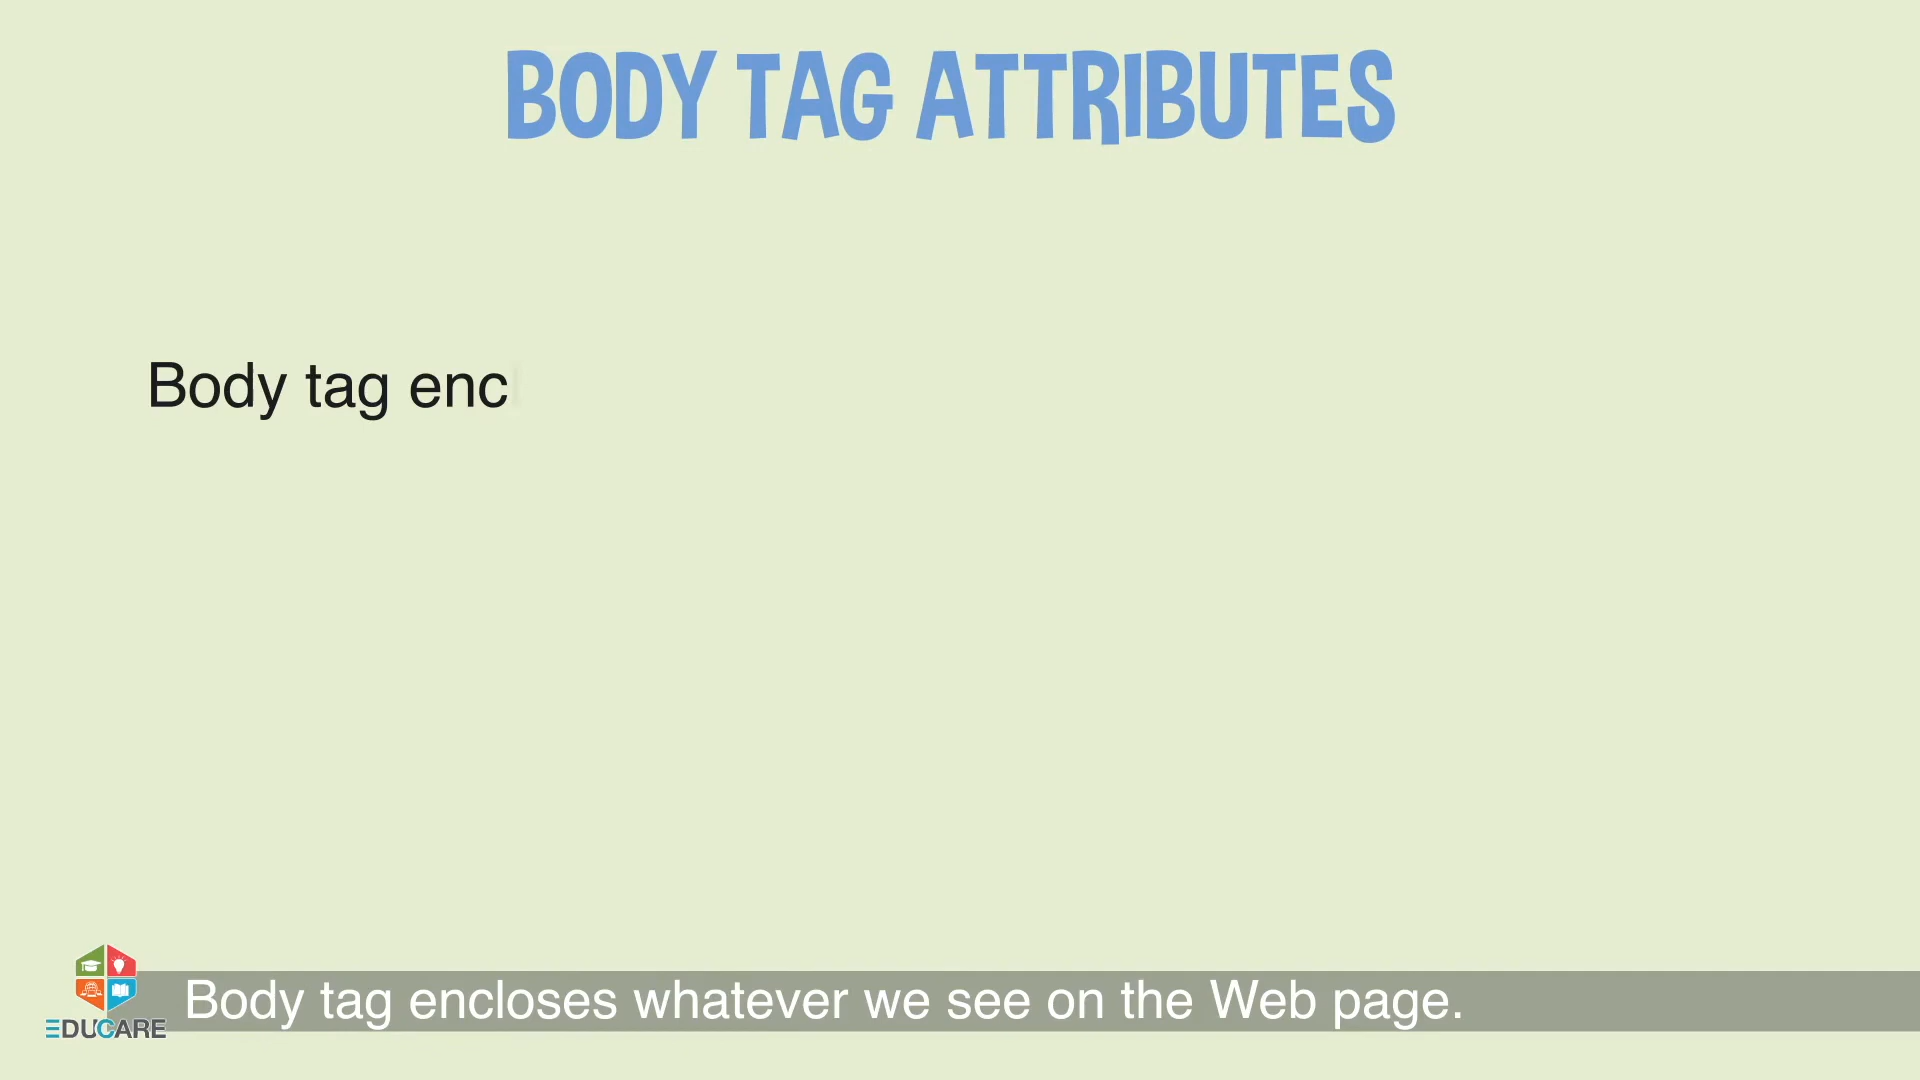 BODY TAG ATTRIBUTES
Body tag enc
Body tag encloses whatever we see on the Web page.
EDUCARE